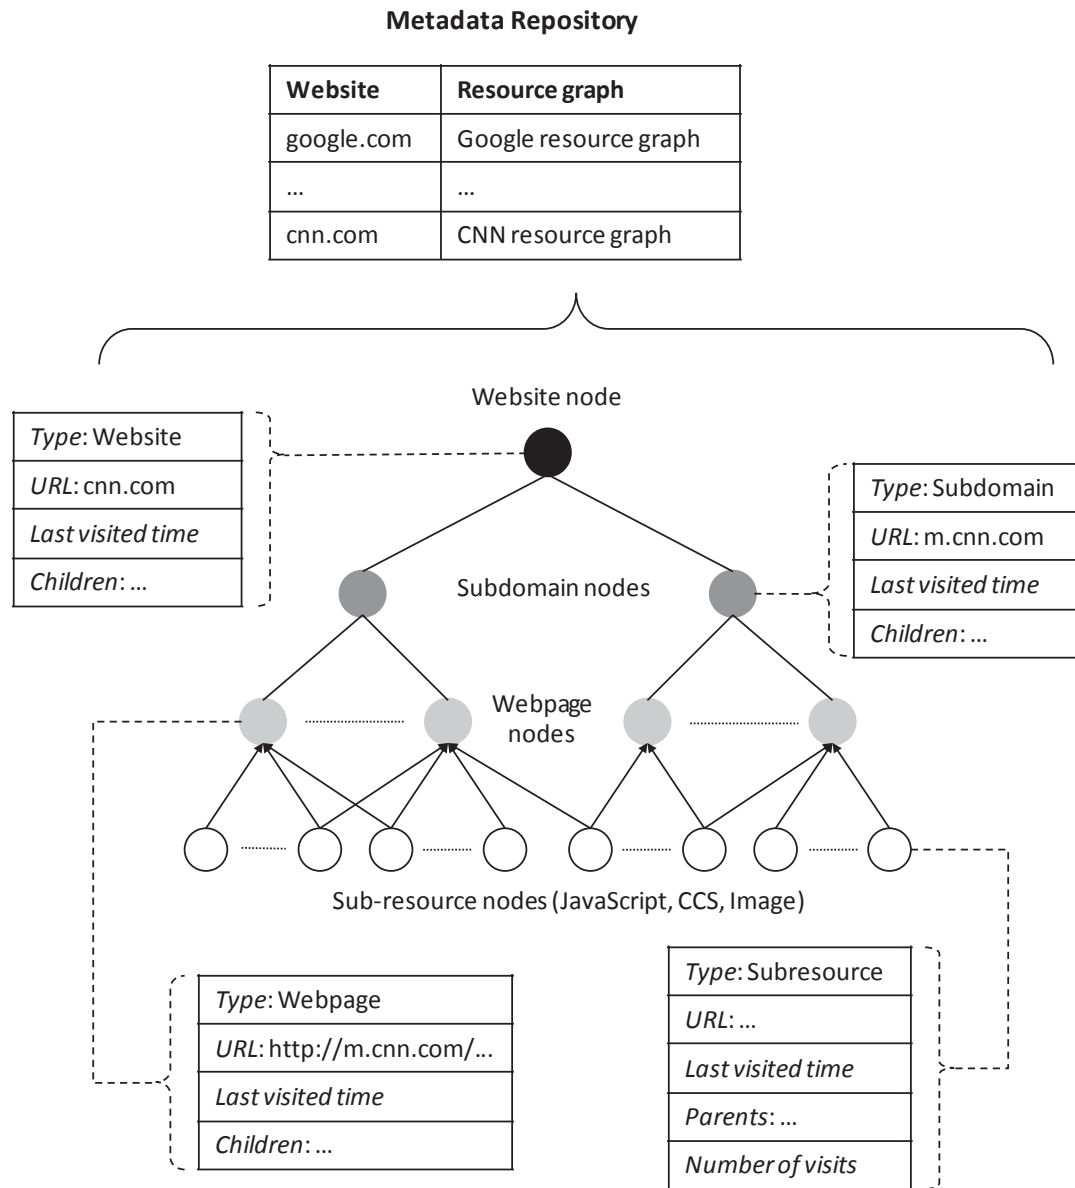 Metadata Repository
Website Resource graph
google.com Google resource graph
... ...
cnn.com CNN resource graph
Website node
Type: Website
URL: cnn.com
Last visited time
Children: ...
Type: Subdomain
URL: m.cnn.com
Last visited time
Children: ...
Subdomain nodes
Webpage
nodes
Sub-resource nodes (JavaScript, CCS, Image)
Type: Webpage
URL: http://m.cnn.com/...
Last visited time
Children: ...
Type: Subresource
URL: ...
Last visited time
Parents: ...
Number of visits